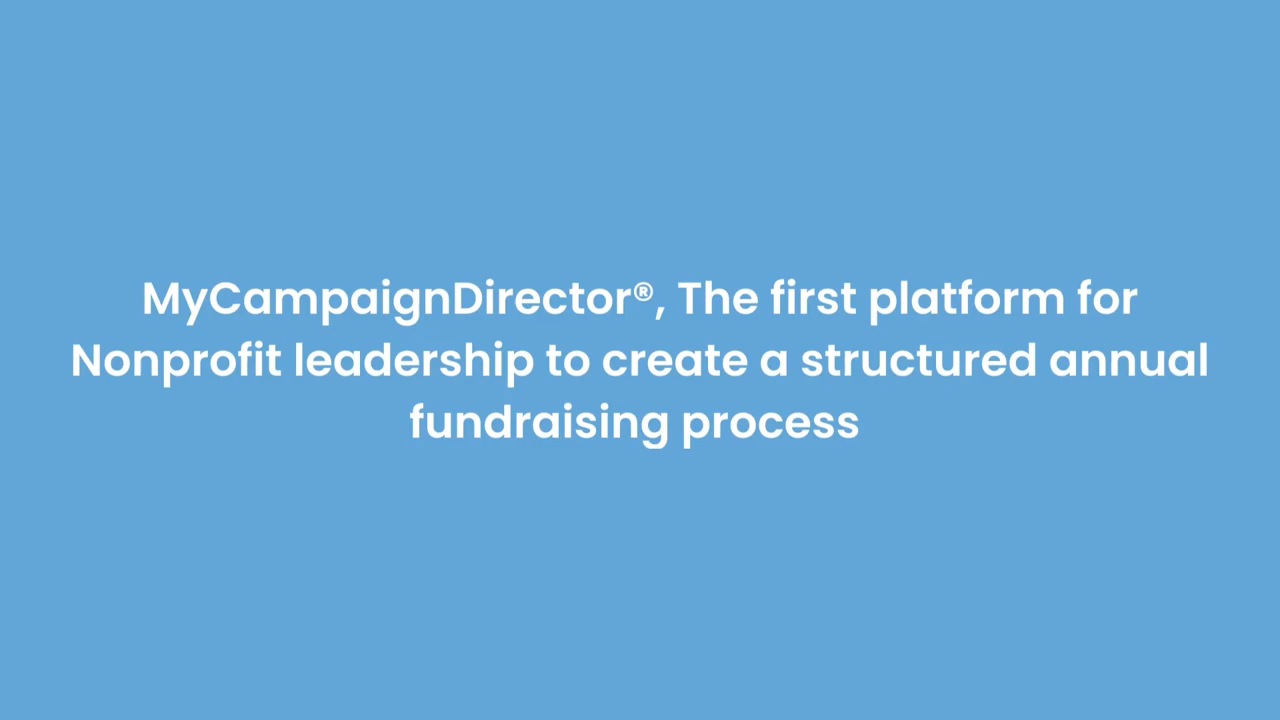 MyCampaignDirector®, The first platform for
Nonprofit leadership to create a structured annual
fundraising process